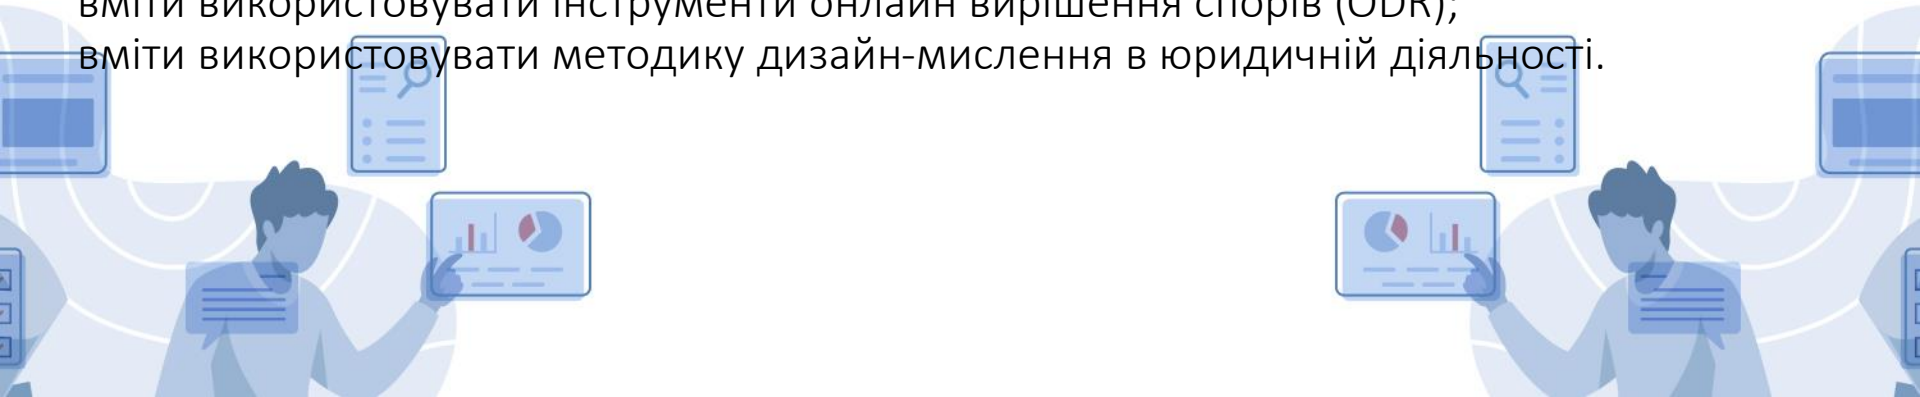 вміти використовувати інструменти онлайн вирішення спорів (ODR);
вміти використовувати методику дизайн-мислення в юридичній діяльності.